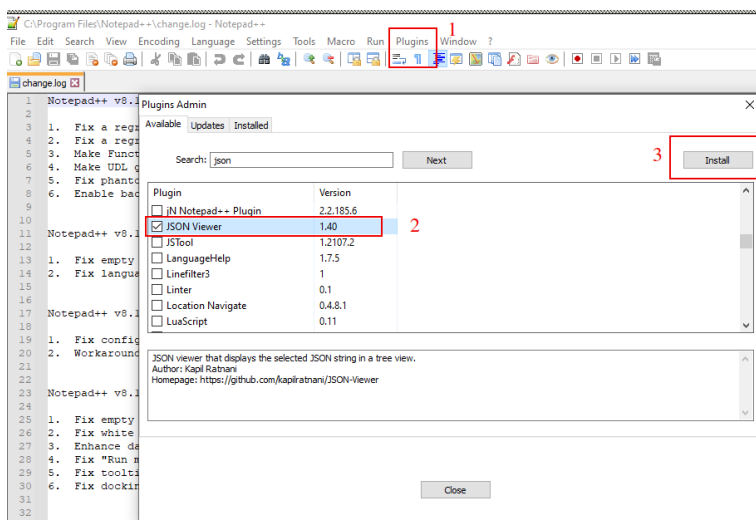 C:\Program Files\Notepad++\change.log - Notepad++
File Edit Search View Encoding Language Settings Tools Macro Run Plugins Window ?
1
change.log
1 Notepad++ v8.1
2
3 1. Fix a regr
4 2. Fix a regr
5 3. Make Funct
6 4. Make UDL
7 5. Fix phanto
8 6. Enable bac
9
10
11 Notepad++ v8.1
12
13 1. Fix empty
14 2. Fix langua
15
16
17 Notepad++ v8.1
18
19 1. Fix config
20 2. Workaround
21
22
23 Notepad++ v8.1
24
25 1. Fix empty
26 2. Fix white
27 3. Enhance da
28 4. Fix "Run m
29 5. Fix toolti
30 6. Fix dockin
31
32
Plugins Admin
Available Updates Installed
Search: json Next 3 Install
Plugin Version
jN Notepad++ Plugin 2.2.185.6
JSON Viewer 1.40 2
JSTool 1.2107.2
LanguageHelp 1.7.5
Linefilter3 1
Linter 0.1
Location Navigate 0.4.8.1
LuaScript 0.11
JSON viewer that displays the selected JSON string in a tree view.
Author: Kapil Ratnani
Homepage: https://github.com/kapilratnani/JSON-Viewer
Close